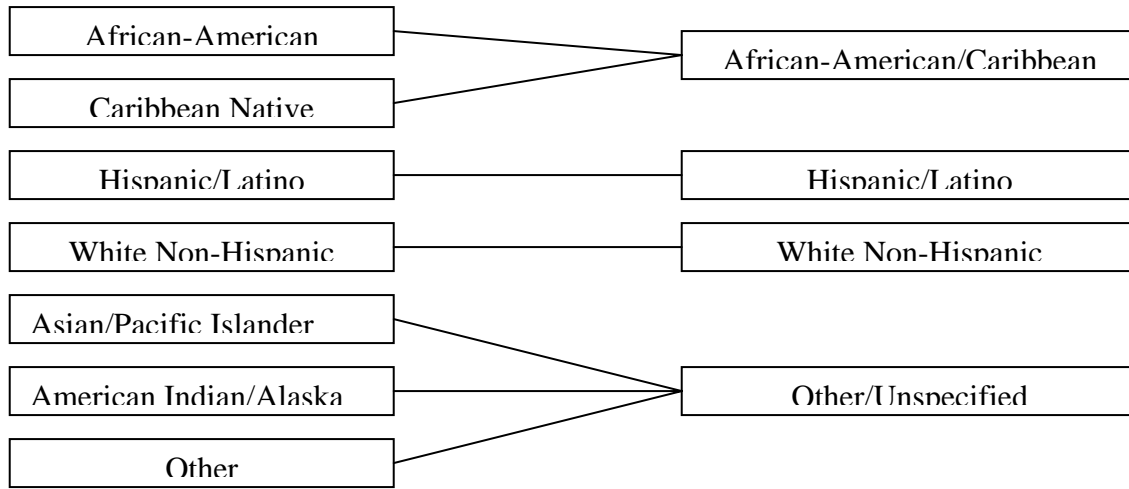 African-American
African-American/Caribbean
Caribbean Native
Hispanic/Latino
Hispanic/Latino
White Non-Hispanic
White Non-Hispanic
Asian/Pacific Islander
American Indian/Alaska
Other/Unspecified
Other